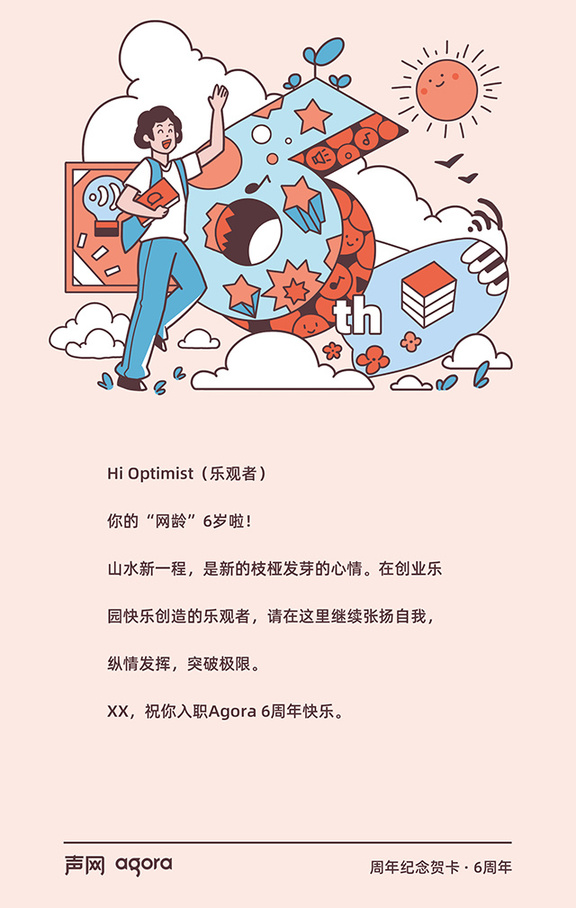 th
Hi Optimist（乐观者）
你的“网龄”6岁啦！
山水新一程，是新的枝桠发芽的心情。在创业乐
园快乐创造的乐观者，请在这里继续张扬自我，
纵情发挥，突破极限。
XX，祝你入职Agora 6周年快乐。
声网 agora
周年纪念贺卡·6周年